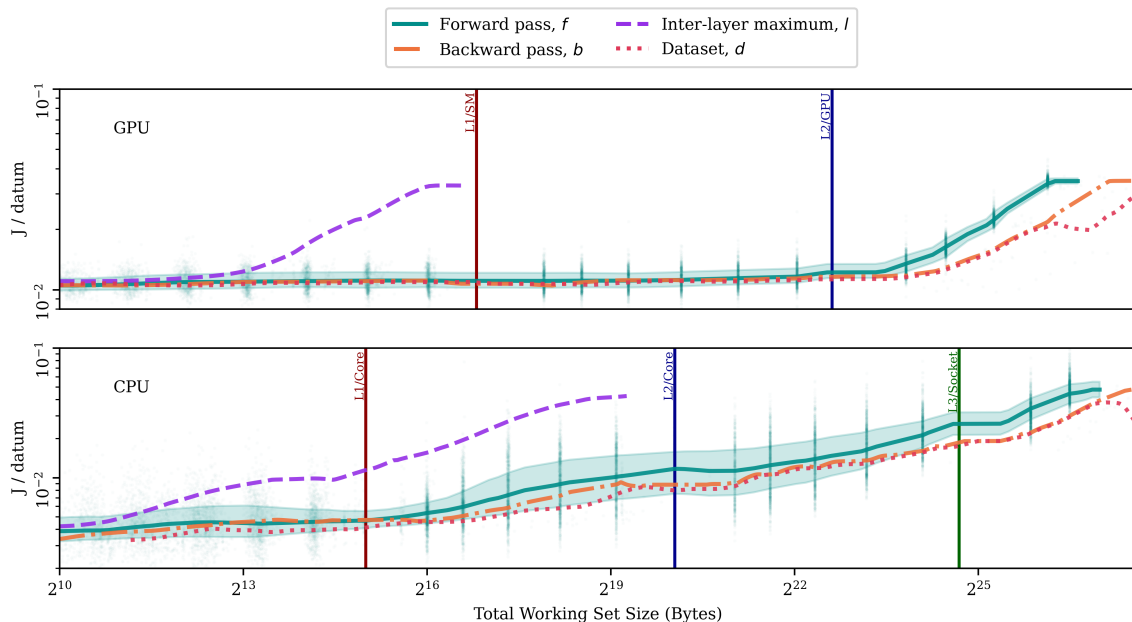 Forward pass, f
Backward pass, b
Inter-layer maximum, l
Dataset, d
GPU
L1/SM
L2/GPU
10⁻¹
10⁻²
J / datum
CPU
L1/Core
L2/Core
L3/Socket
10⁻¹
10⁻²
J / datum
2¹⁰ 2¹³ 2¹⁶ 2¹⁹ 2²² 2²⁵
Total Working Set Size (Bytes)